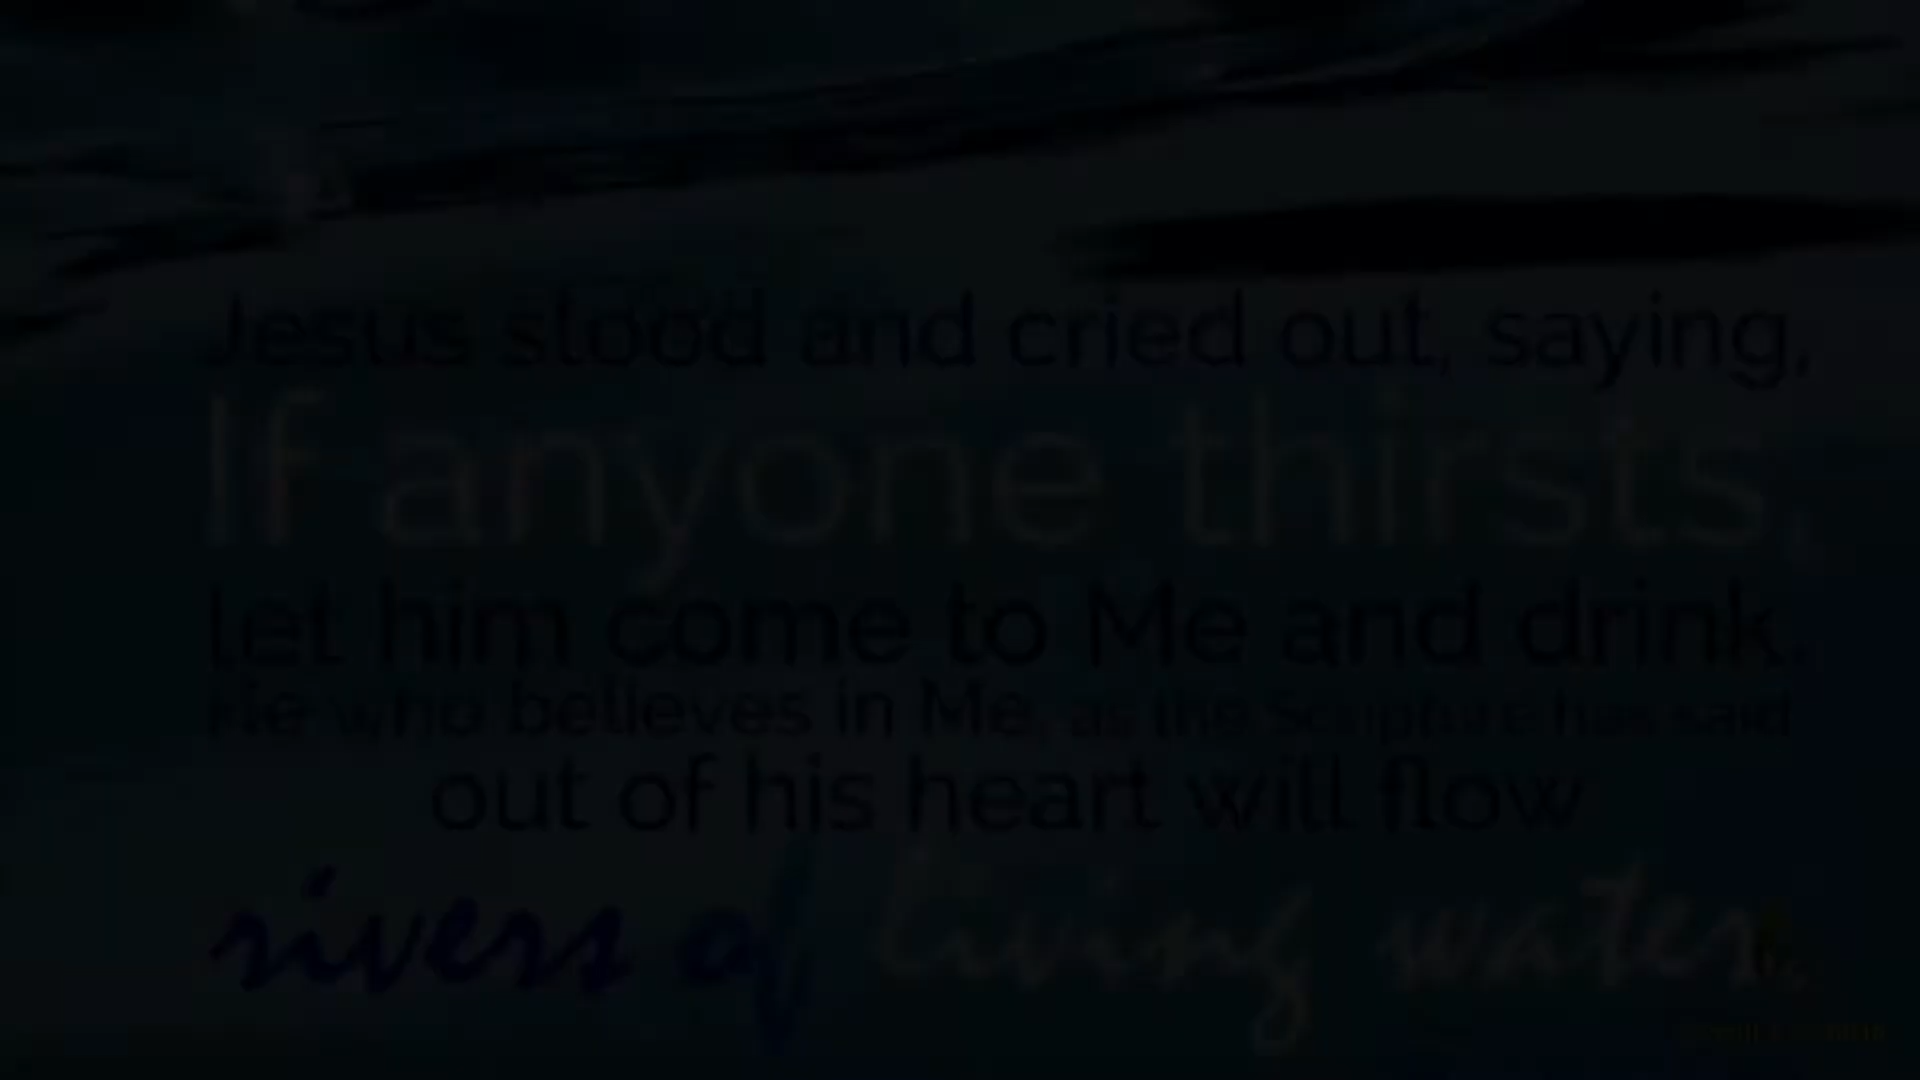 Jesus stood and cried out, saying,
If anyone thirsts,
let him come to Me and drink.
He who believes in Me, as the Scripture has said
out of his heart will flow
rivers of living water.